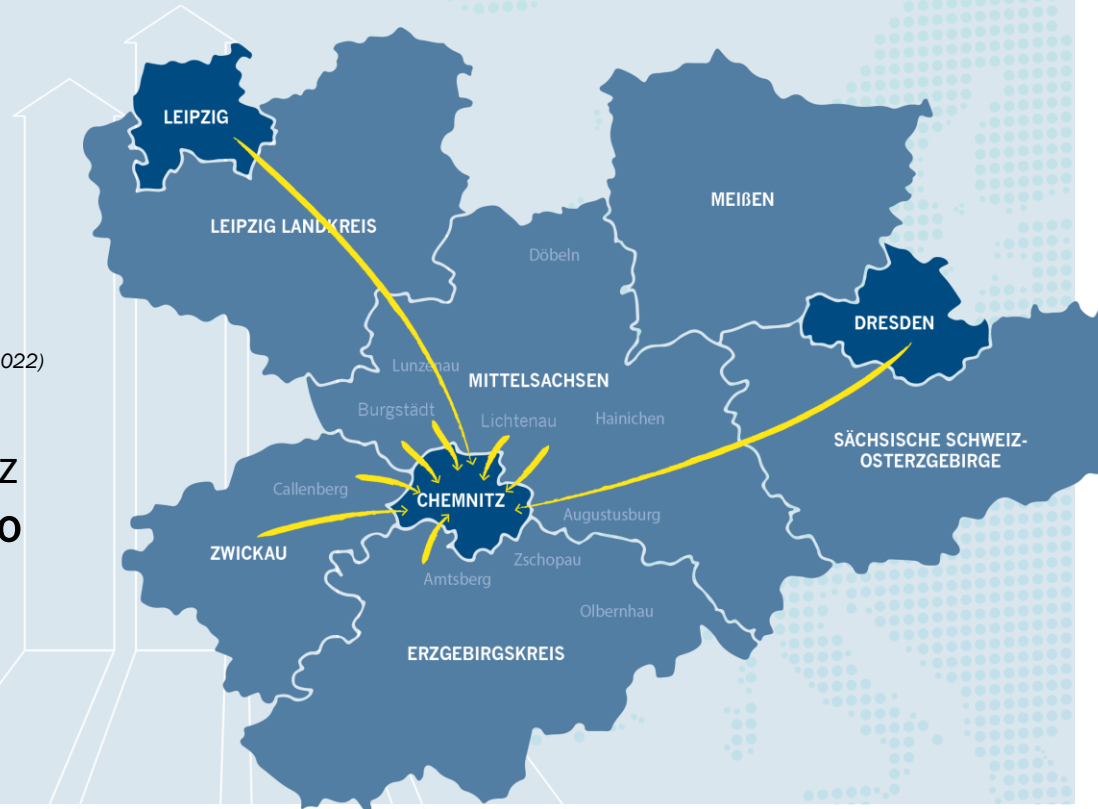 LEIPZIG
MEIßEN
LEIPZIG LANDKREIS
Döbeln
DRESDEN
022)
Lunzenau
MITTELSACHSEN
Burgstädt
Lichtenau
Hainichen
SÄCHSISCHE SCHWEIZ-
OSTERZGEBIRGE
Z
Callenberg
CHEMNITZ
Augustusburg
o
ZWICKAU
Zschopau
Amtsberg
Olbernhau
ERZGEBIRGSKREIS